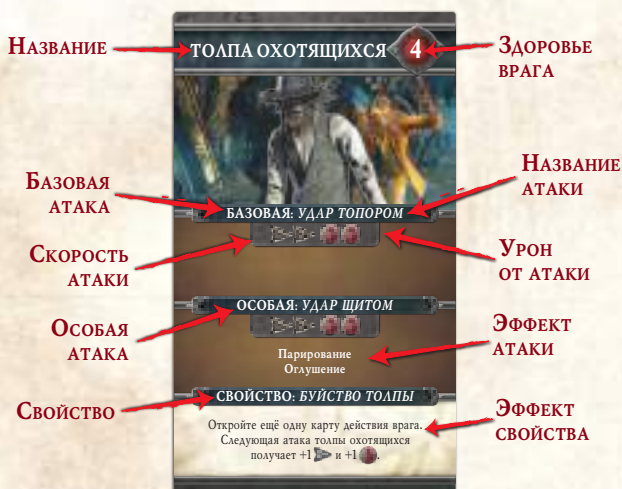 Название
ТОЛПА ОХОТЯЩИХСЯ
4
Здоровье
врага
Базовая
атака
Название
атаки
БАЗОВАЯ: УДАР ТОПОРОМ
Скорость
атаки
Урон
от атаки
ОСОБАЯ: УДАР ЩИТОМ
Особая
атака
Эффект
атаки
Парирование
Оглушение
Свойство
СВОЙСТВО: БУЙСТВО ТОЛПЫ
Эффект
свойства
Откройте ещё одну карту действия врага.
Следующая атака толпы охотящихся
получает +1 и +1 .